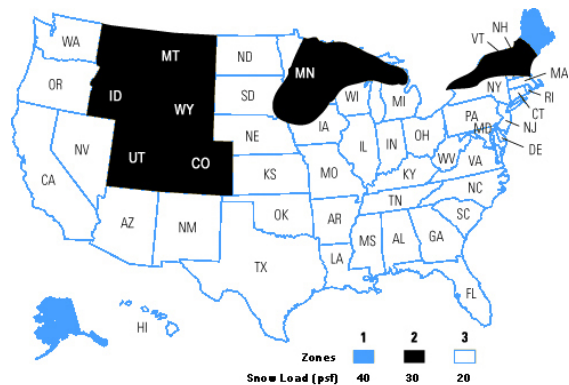 NH
VT
WA
MT
ND
MN
MA
OR
ID
SD
WI
MI
NY
RI
WY
CT
IA
PA
NJ
NE
MD
NV
IL
IN
OH
DE
UT
CO
WV
VA
CA
KS
MO
KY
NC
TN
AZ
NM
OK
AR
SC
MS
AL
GA
TX
LA
FL
HI
1 2 3
Zones
Snow Load (psf) 40 30 20